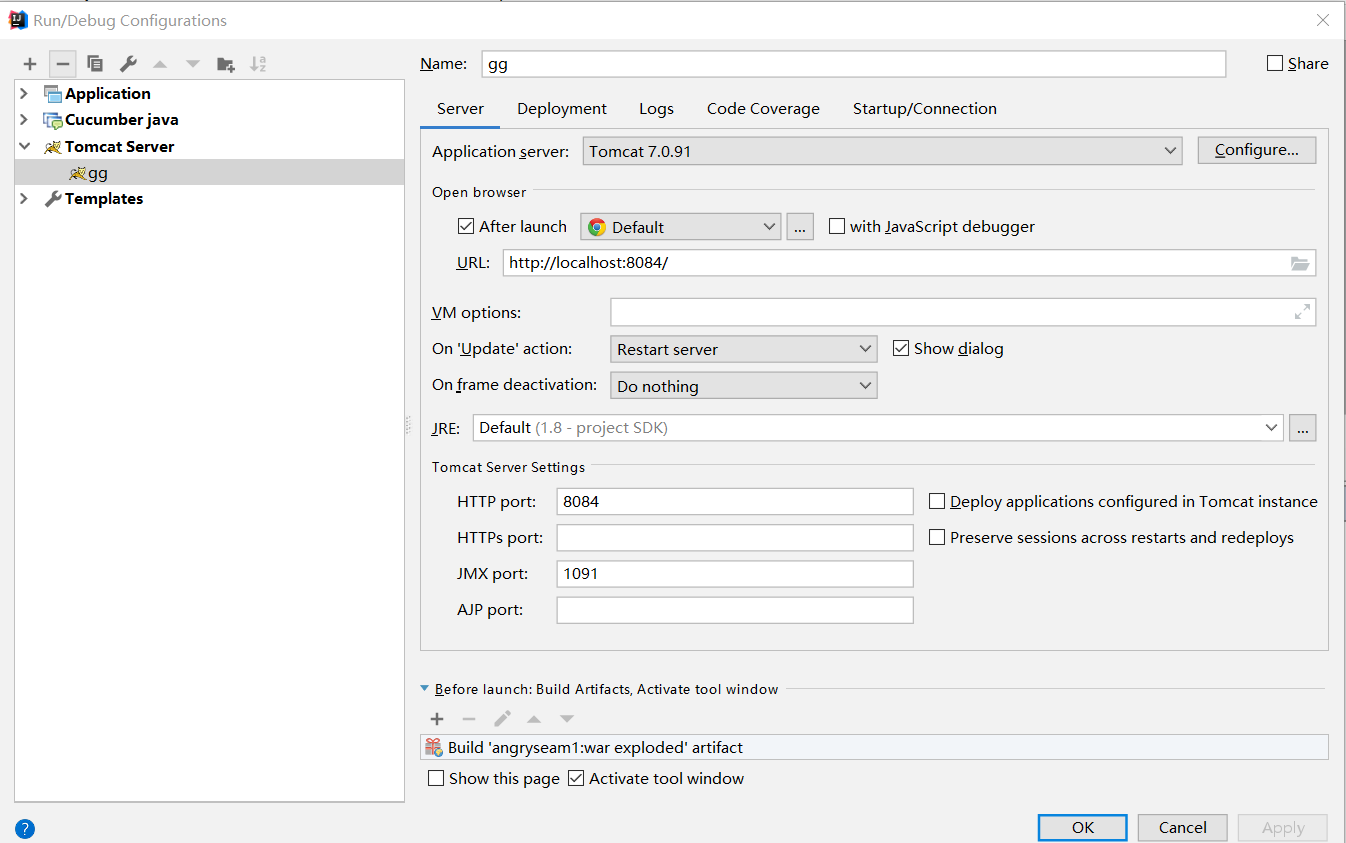 Run/Debug Configurations
Name: gg Share
Application
Cucumber java
Tomcat Server
gg
Templates
Server Deployment Logs Code Coverage Startup/Connection
Application server: Tomcat 7.0.91 Configure...
Open browser
After launch Default ... with JavaScript debugger
URL: http://localhost:8084/
VM options:
On 'Update' action: Restart server Show dialog
On frame deactivation: Do nothing
JRE: Default (1.8 - project SDK) ...
Tomcat Server Settings
HTTP port: 8084 Deploy applications configured in Tomcat instance
HTTPs port: Preserve sessions across restarts and redeploys
JMX port: 1091
AJP port:
Before launch: Build Artifacts, Activate tool window
Build 'angryseam1:war exploded' artifact
Show this page Activate tool window
? OK Cancel Apply